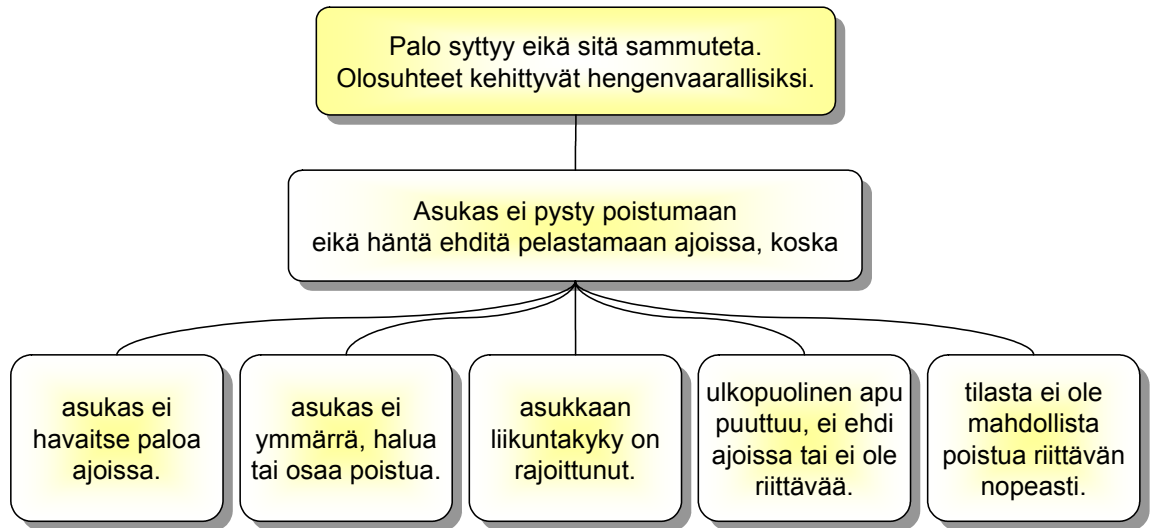 Palo syttyy eikä sitä sammuteta.
Olosuhteet kehittyvät hengenvaarallisiksi.
Asukas ei pysty poistumaan
eikä häntä ehditä pelastamaan ajoissa, koska
asukas ei
havaitse paloa
ajoissa.
asukas ei
ymmärrä, halua
tai osaa poistua.
asukkaan
liikuntakyky on
rajoittunut.
ulkopuolinen apu
puuttuu, ei ehdi
ajoissa tai ei ole
riittävää.
tilasta ei ole
mahdollista
poistua riittävän
nopeasti.